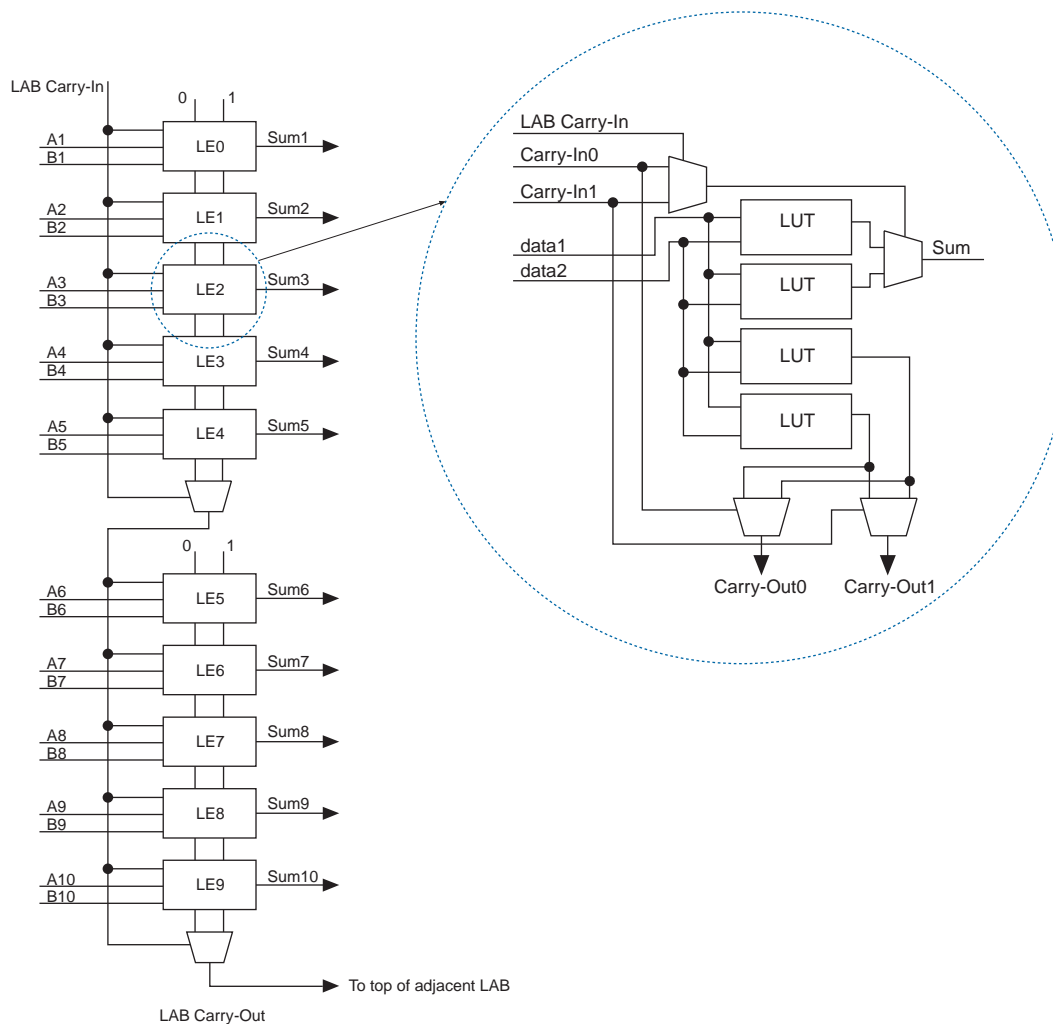 LAB Carry-In
0 1
A1
B1
LE0
Sum1
A2
B2
LE1
Sum2
A3
B3
LE2
Sum3
A4
B4
LE3
Sum4
A5
B5
LE4
Sum5
0 1
A6
B6
LE5
Sum6
A7
B7
LE6
Sum7
A8
B8
LE7
Sum8
A9
B9
LE8
Sum9
A10
B10
LE9
Sum10
To top of adjacent LAB
LAB Carry-Out
LAB Carry-In
Carry-In0
Carry-In1
data1
data2
LUT
LUT
LUT
LUT
Sum
Carry-Out0
Carry-Out1